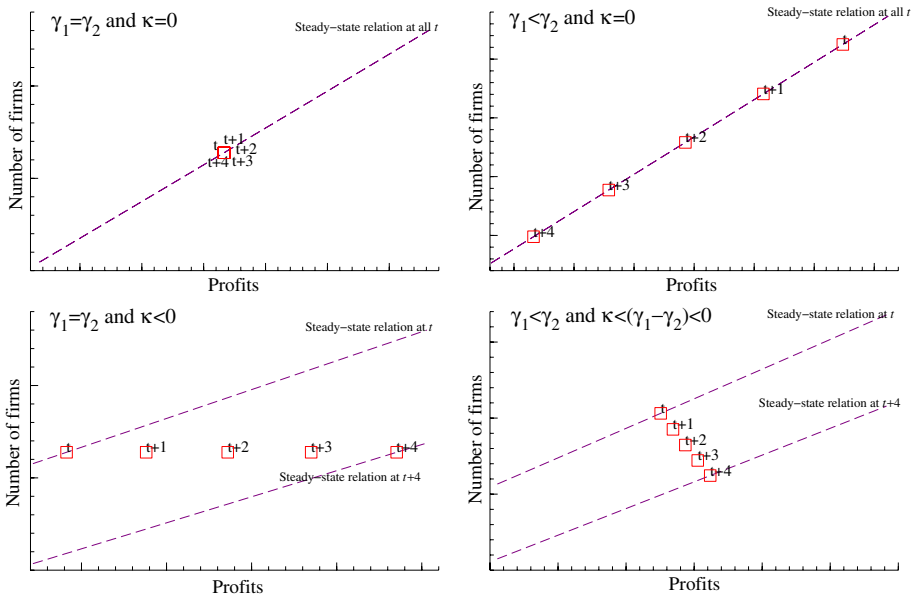 γ1=γ2 and κ=0
Steady−state relation at all t
t
t+1
t+2
t+4
t+3
Number of firms
Profits
γ1<γ2 and κ=0
Steady−state relation at all t
t
t+1
t+2
t+3
t+4
Number of firms
Profits
γ1=γ2 and κ<0
Steady−state relation at t
t
t+1
t+2
t+3
t+4
Steady−state relation at t+4
Number of firms
Profits
γ1<γ2 and κ<(γ1−γ2)<0
Steady−state relation at t
Steady−state relation at t+4
t
t+1
t+2
t+3
t+4
Number of firms
Profits